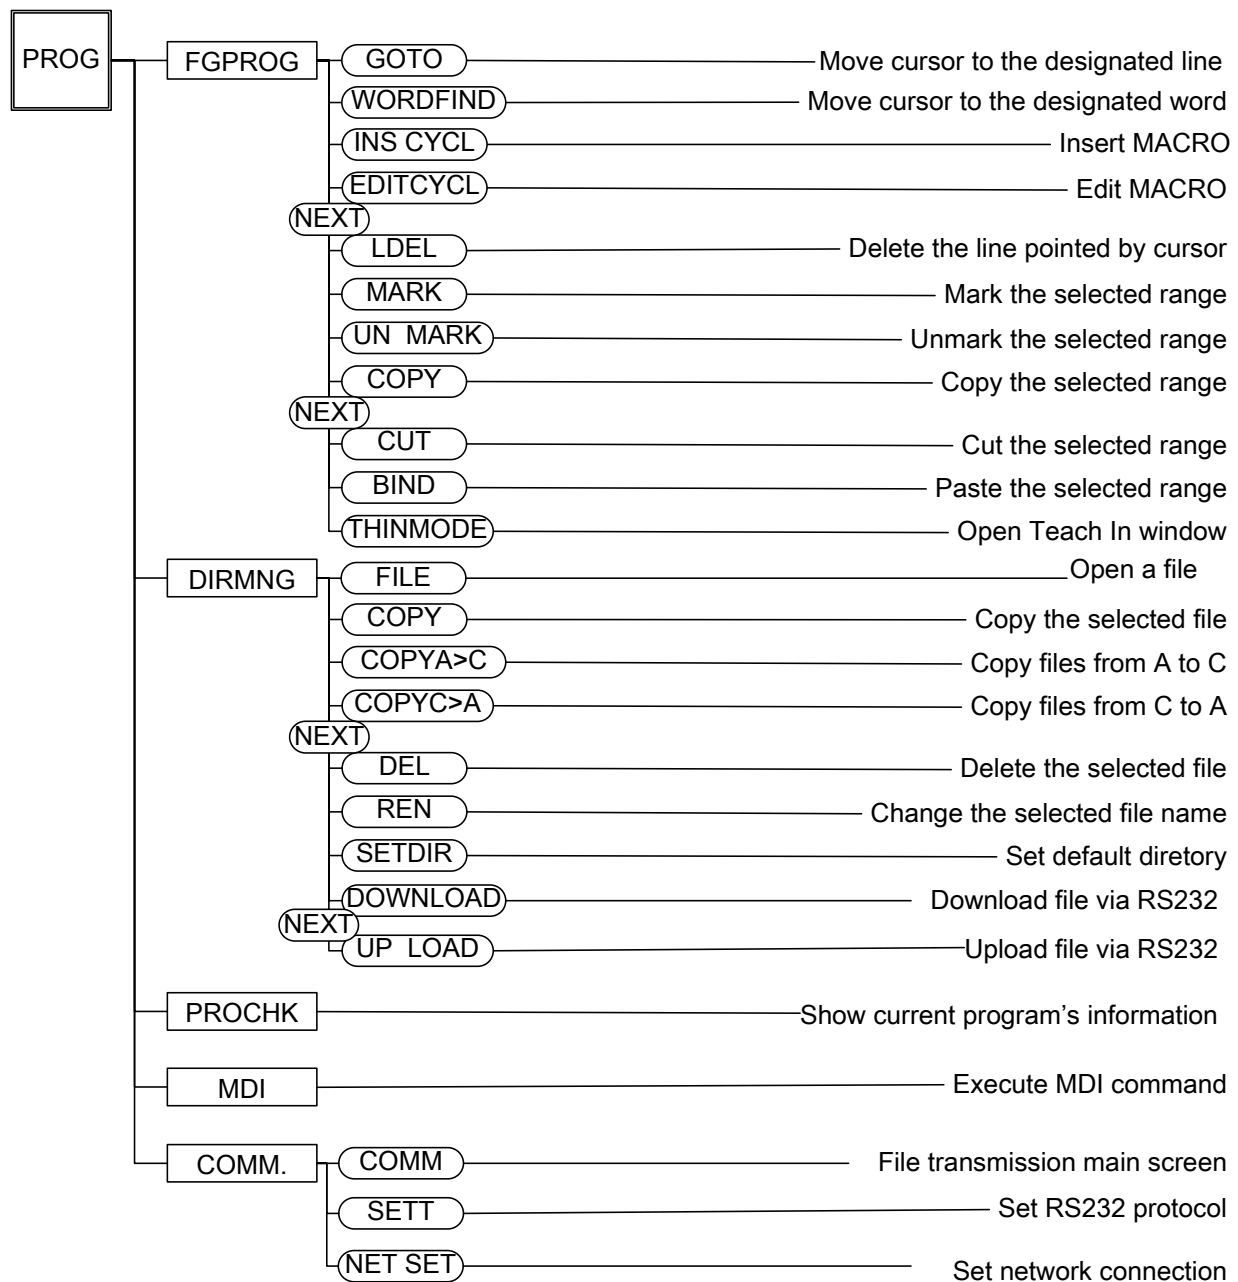 PROG
FGPROG
GOTO
Move cursor to the designated line
WORDFIND
Move cursor to the designated word
INS CYCL
Insert MACRO
EDITCYCL
Edit MACRO
NEXT
LDEL
Delete the line pointed by cursor
MARK
Mark the selected range
UN MARK
Unmark the selected range
COPY
Copy the selected range
NEXT
CUT
Cut the selected range
BIND
Paste the selected range
THINMODE
Open Teach In window
DIRMNG
FILE
Open a file
COPY
Copy the selected file
COPYA>C
Copy files from A to C
COPYC>A
Copy files from C to A
NEXT
DEL
Delete the selected file
REN
Change the selected file name
SETDIR
Set default diretory
DOWNLOAD
Download file via RS232
NEXT
UP LOAD
Upload file via RS232
PROCHK
Show current program’s information
MDI
Execute MDI command
COMM.
COMM
File transmission main screen
SETT
Set RS232 protocol
NET SET
Set network connection